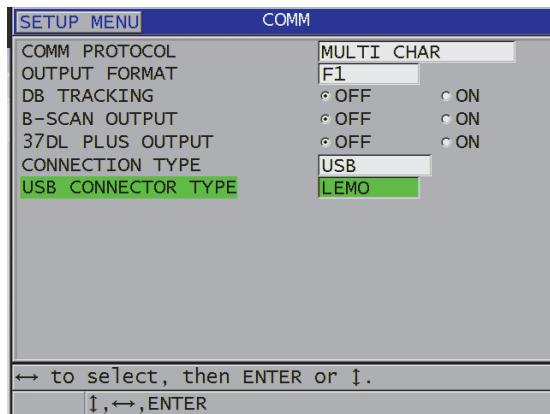 SETUP MENU COMM
COMM PROTOCOL MULTI CHAR
OUTPUT FORMAT F1
DB TRACKING OFF ON
B-SCAN OUTPUT OFF ON
37DL PLUS OUTPUT OFF ON
CONNECTION TYPE USB
USB CONNECTOR TYPE LEMO
↔ to select, then ENTER or ↕.
↕,↔,ENTER